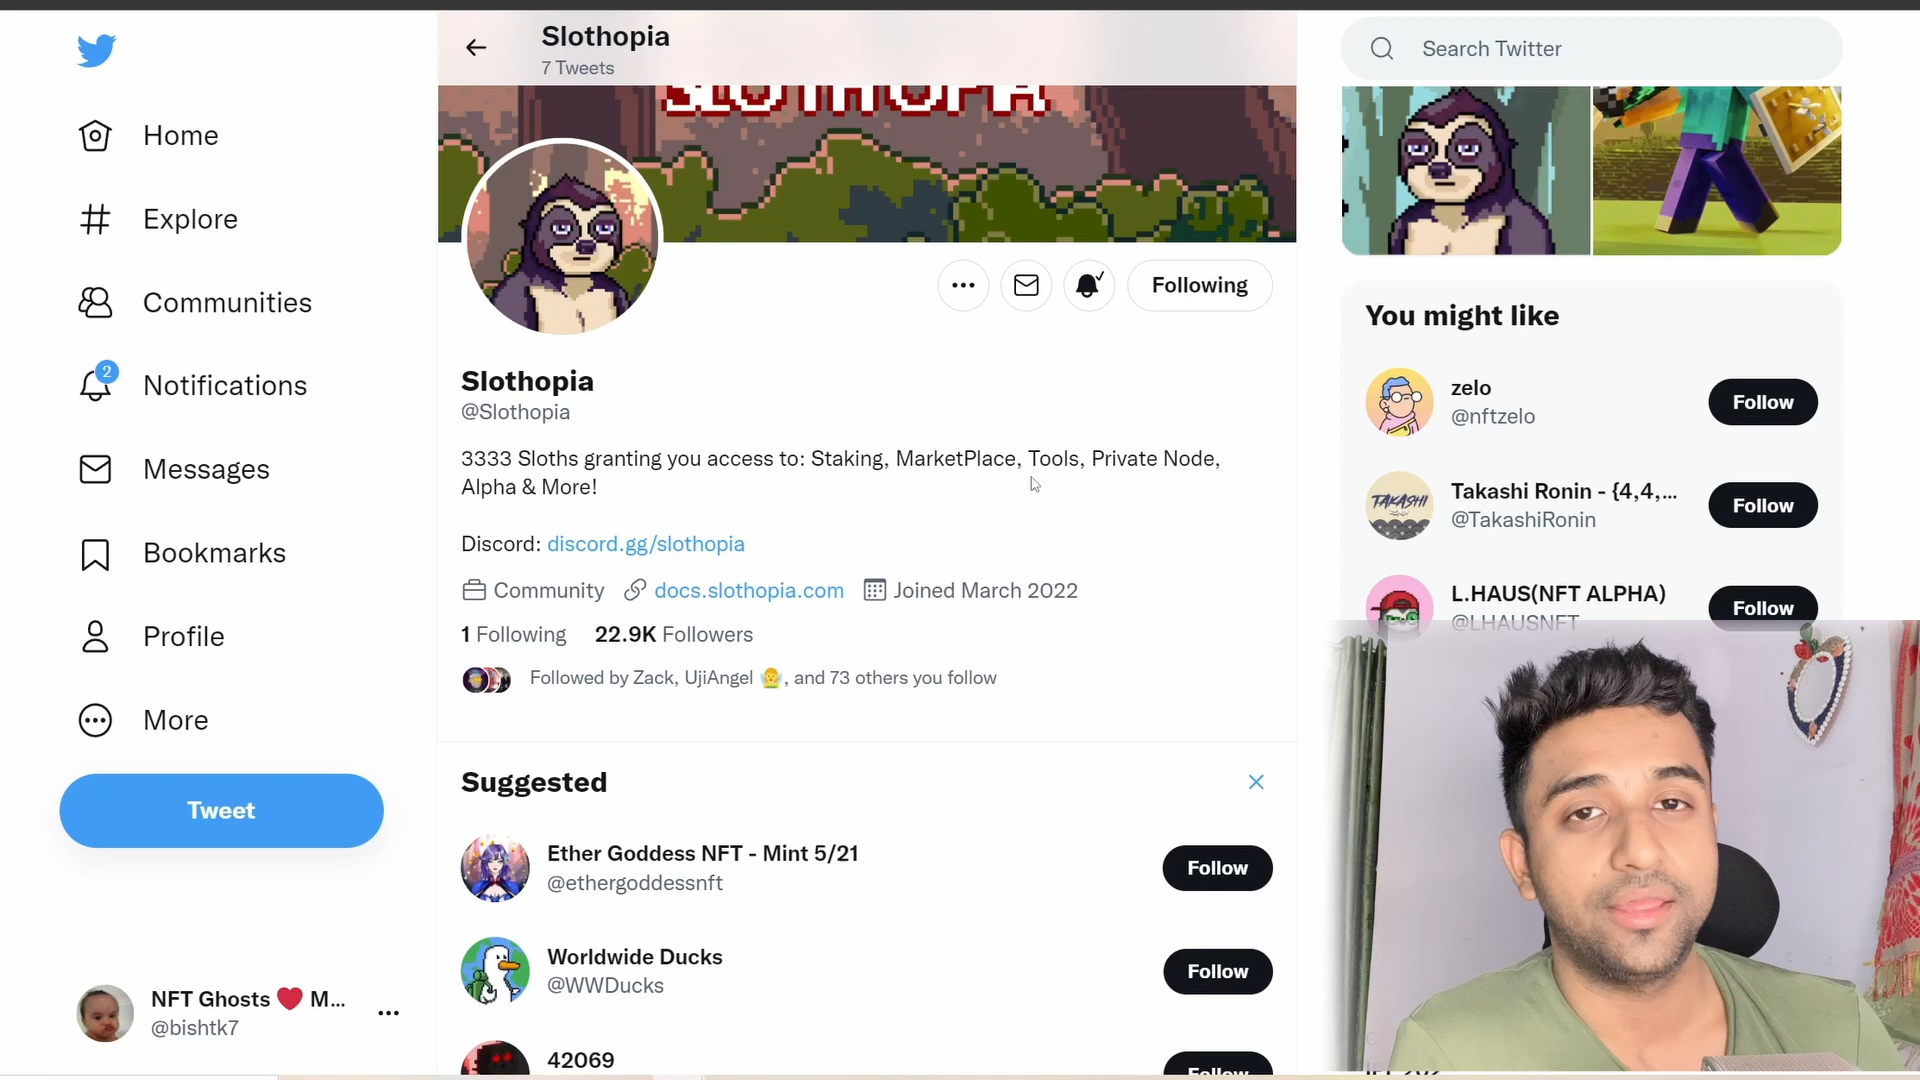 Slothopia
7 Tweets
SLOTHOPIA
Search Twitter
Home
Explore
Communities
2
Notifications
Messages
Bookmarks
Profile
More
Tweet
NFT Ghosts ❤️ M...
@bishtk7
Following
Slothopia
@Slothopia
3333 Sloths granting you access to: Staking, MarketPlace, Tools, Private Node,
Alpha & More!
Discord: discord.gg/slothopia
Community docs.slothopia.com Joined March 2022
1 Following 22.9K Followers
Followed by Zack, UjiAngel 👼, and 73 others you follow
Suggested
Ether Goddess NFT - Mint 5/21
@ethergoddessnft
Follow
Worldwide Ducks
@WWDucks
Follow
42069
Follow
You might like
zelo
@nftzelo
Follow
TAKASHI
Takashi Ronin - {4,4,...
@TakashiRonin
Follow
L.HAUS(NFT ALPHA)
@LHAUSNFT
Follow